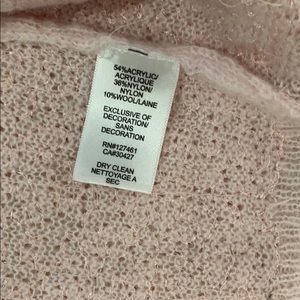 54%ACRYLIC/
ACRYLIQUE
36%NYLON/
NYLON
10%WOOL/LAINE
EXCLUSIVE OF
DECORATION/
SANS
DECORATION
RN#127461
CA#30427
DRY CLEAN
NETTOYAGE A
SEC